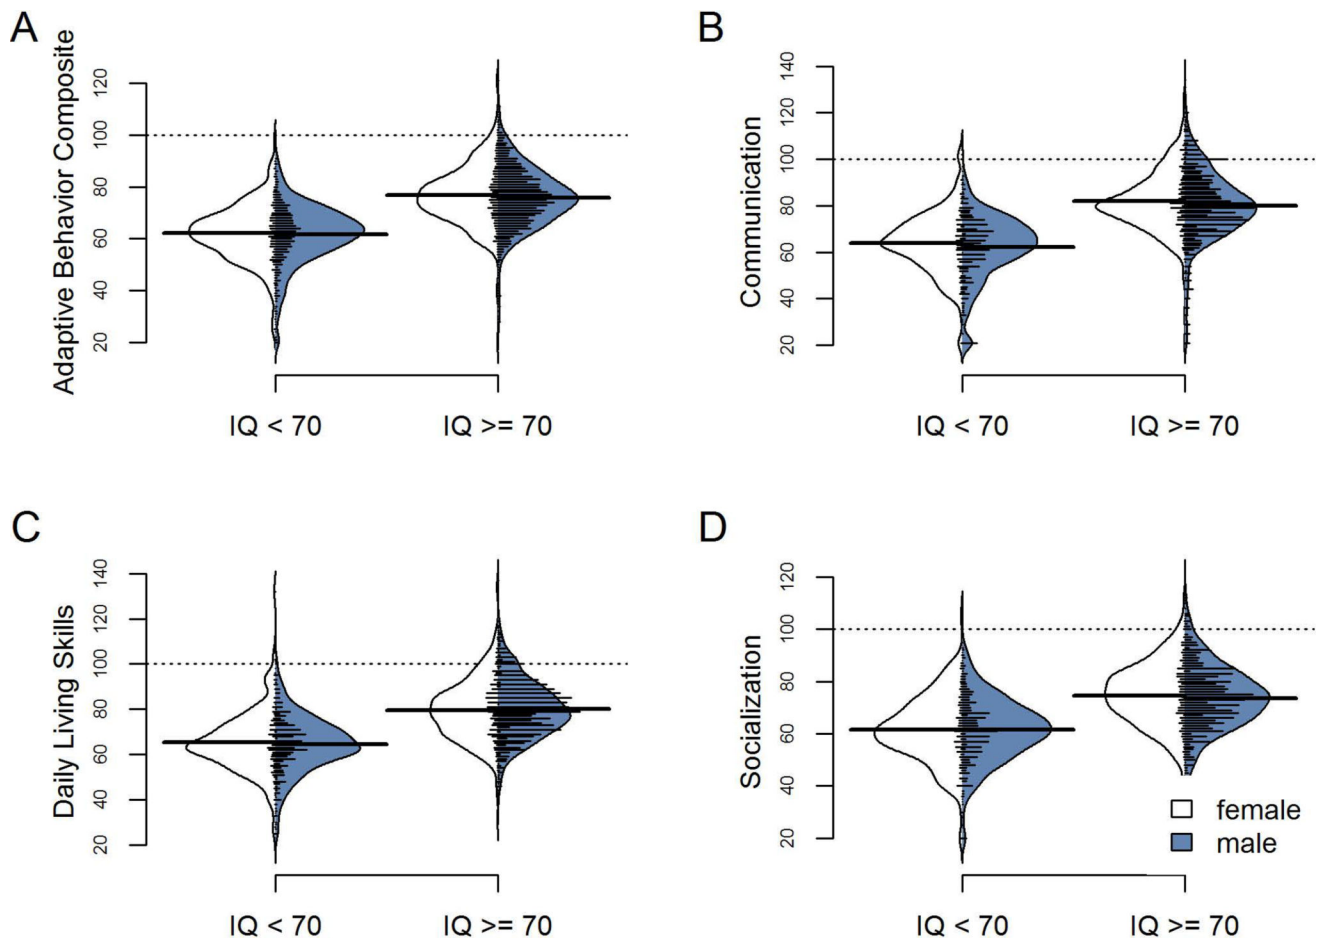 A
Adaptive Behavior Composite
120
100
80
60
40
20
IQ < 70
IQ >= 70
B
Communication
140
120
100
80
60
40
20
IQ < 70
IQ >= 70
C
Daily Living Skills
140
120
100
80
60
40
20
IQ < 70
IQ >= 70
D
Socialization
120
100
80
60
40
20
female
male
IQ < 70
IQ >= 70